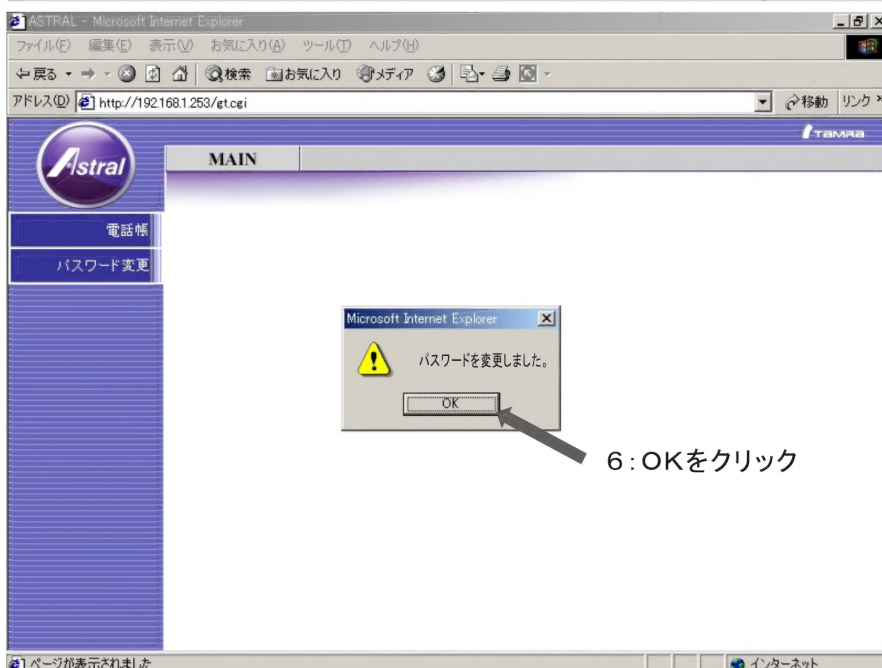 ASTRAL - Microsoft Internet Explorer
ファイル(F) 編集(E) 表示(V) お気に入り(A) ツール(T) ヘルプ(H)
戻る 検索 お気に入り メディア
アドレス(D) http://192.168.1.253/gt.cgi 移動 リンク »
TAMRA
Astral MAIN
電話帳
パスワード変更
Microsoft Internet Explorer
パスワードを変更しました。
OK
6:OKをクリック
ページが表示されました インターネット